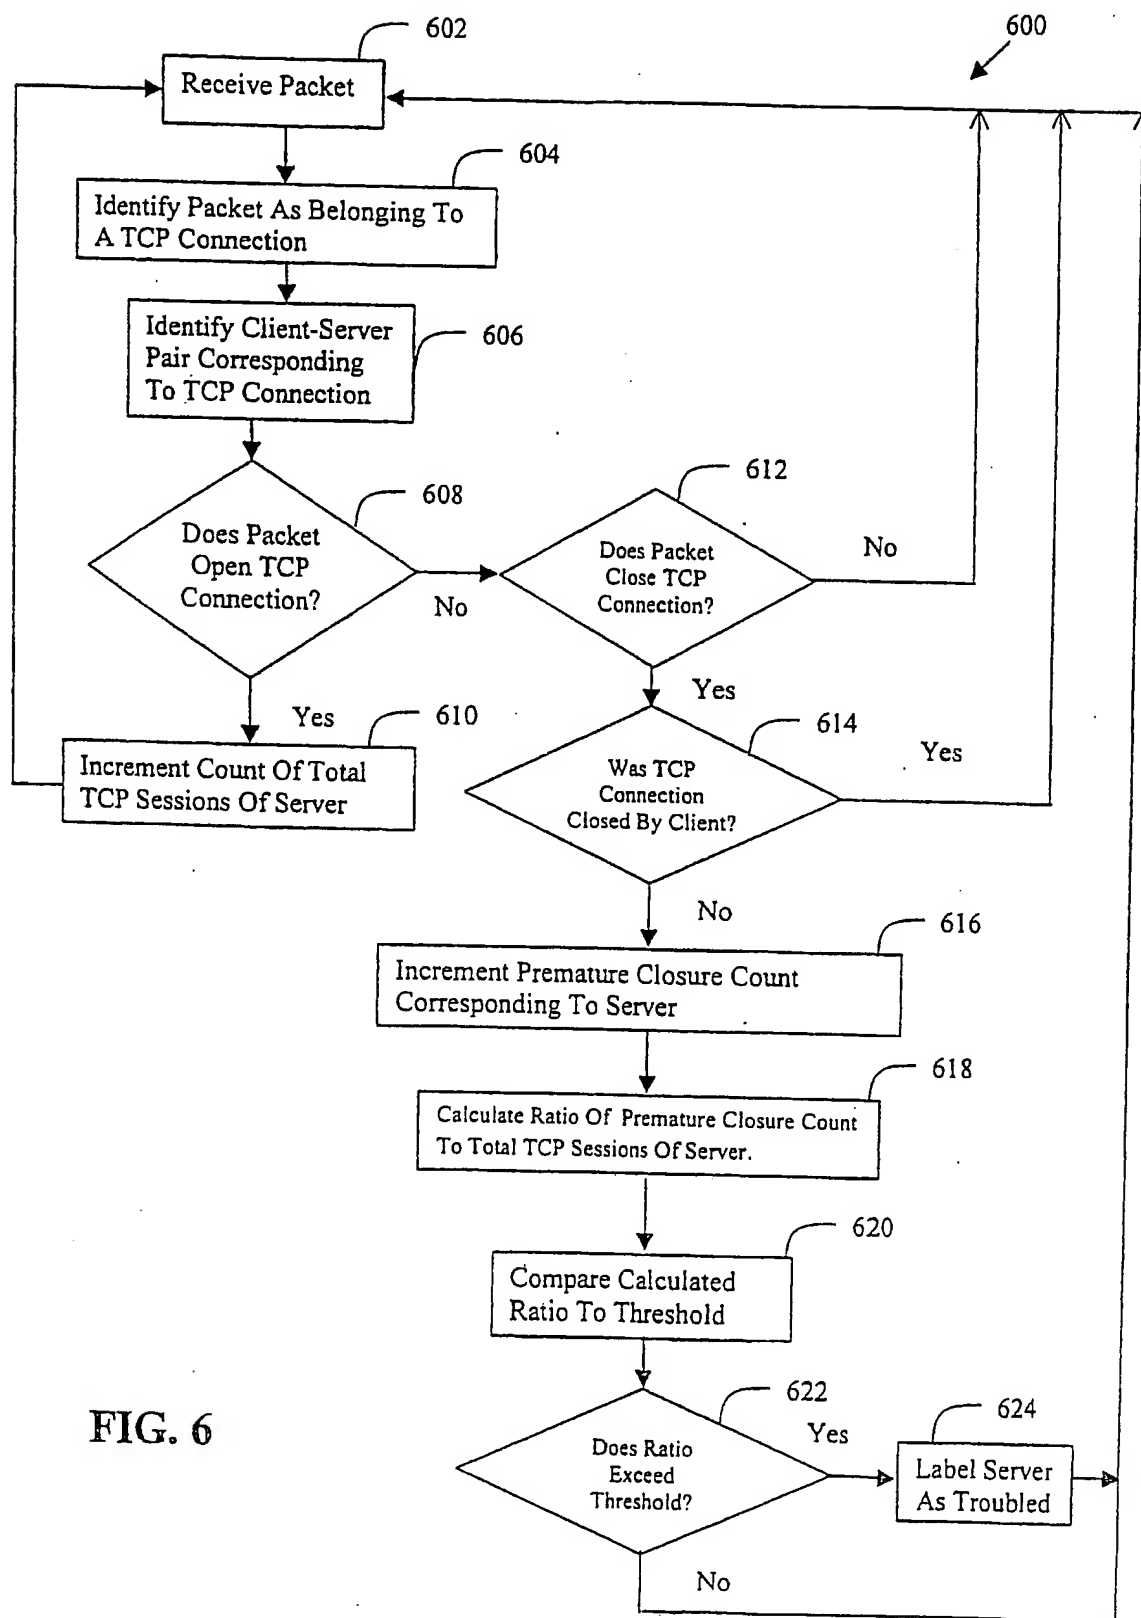 602
600
Receive Packet
604
Identify Packet As Belonging To
A TCP Connection
Identify Client-Server
Pair Corresponding
To TCP Connection
606
612
608
Does Packet
Open TCP
Connection?
No
Does Packet
Close TCP
Connection?
No
Yes
Yes
610
614
Increment Count Of Total
TCP Sessions Of Server
Was TCP
Connection
Closed By Client?
Yes
No
616
Increment Premature Closure Count
Corresponding To Server
618
Calculate Ratio Of Premature Closure Count
To Total TCP Sessions Of Server.
620
Compare Calculated
Ratio To Threshold
622
624
FIG. 6
Does Ratio
Exceed
Threshold?
Yes
Label Server
As Troubled
No